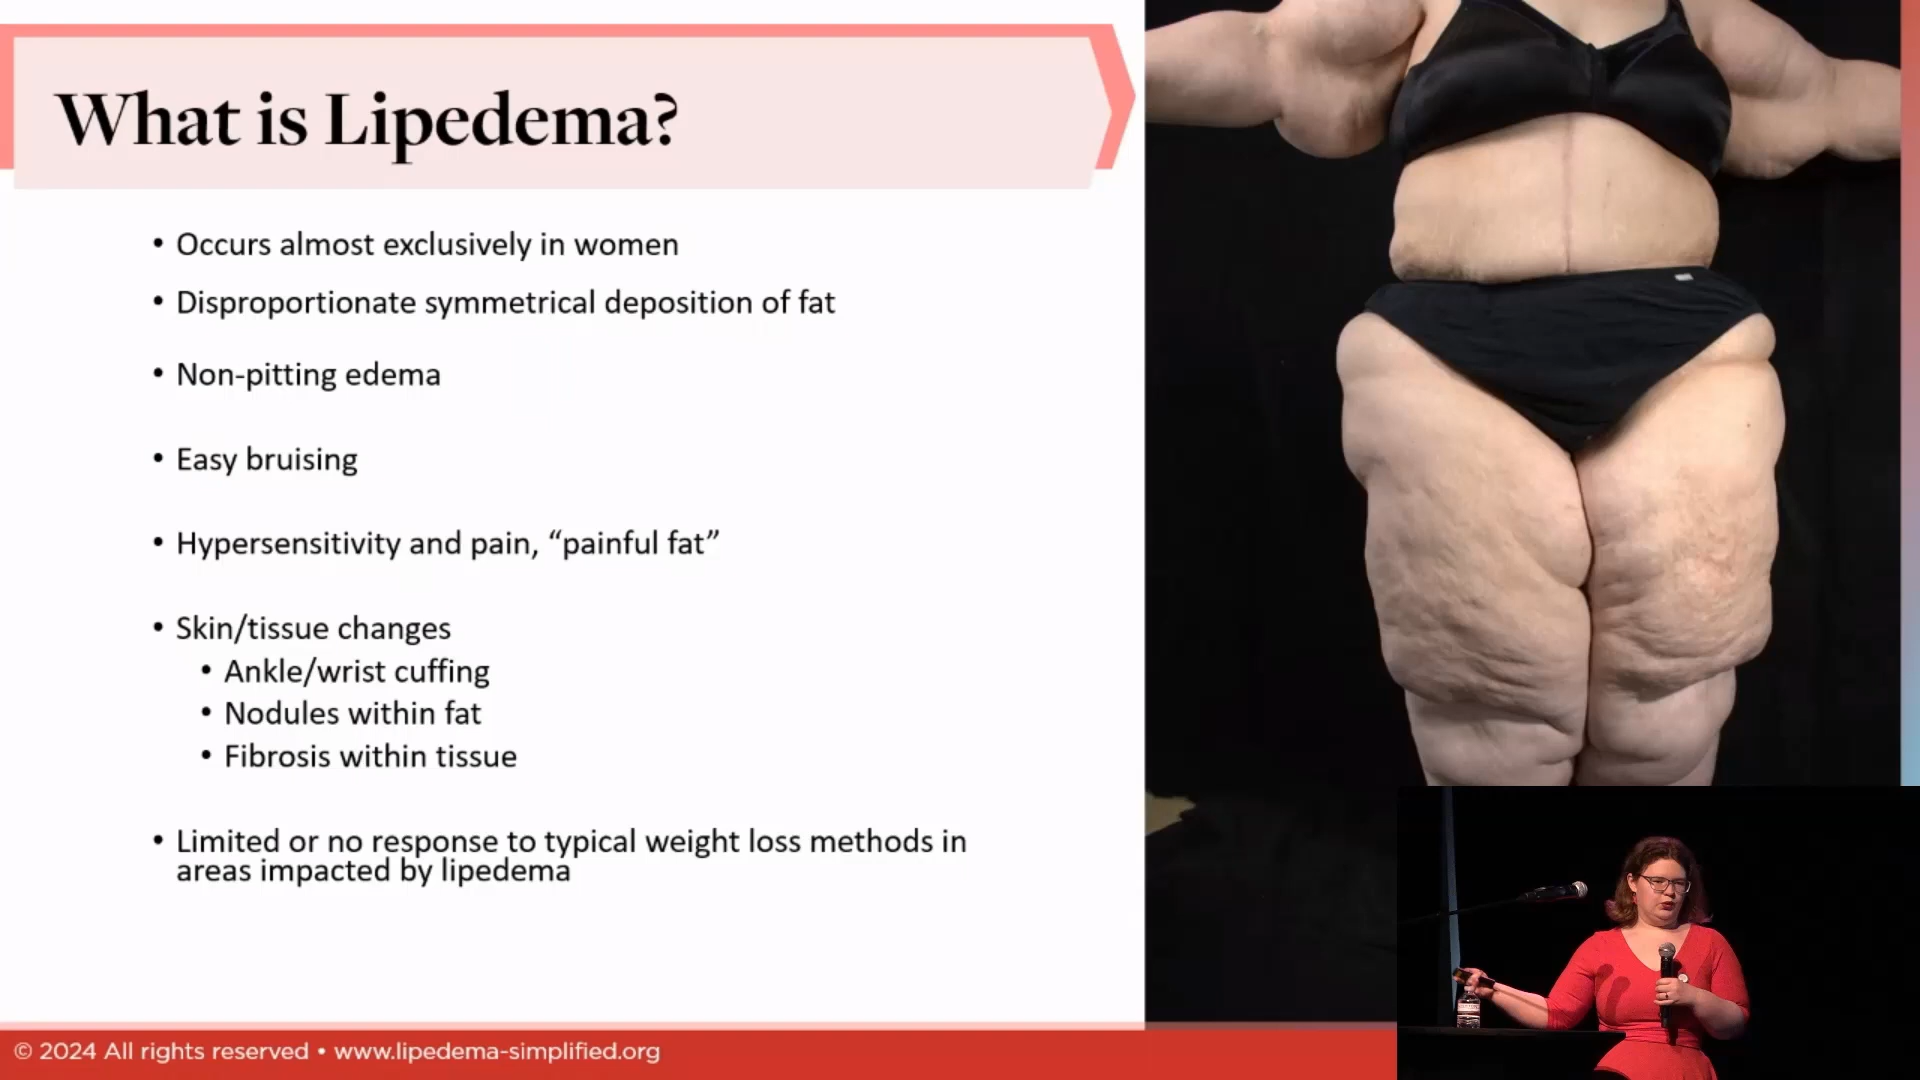 What is Lipedema?
• Occurs almost exclusively in women
• Disproportionate symmetrical deposition of fat
• Non-pitting edema
• Easy bruising
• Hypersensitivity and pain, “painful fat”
• Skin/tissue changes
• Ankle/wrist cuffing
• Nodules within fat
• Fibrosis within tissue
• Limited or no response to typical weight loss methods in
areas impacted by lipedema
© 2024 All rights reserved • www.lipedema-simplified.org